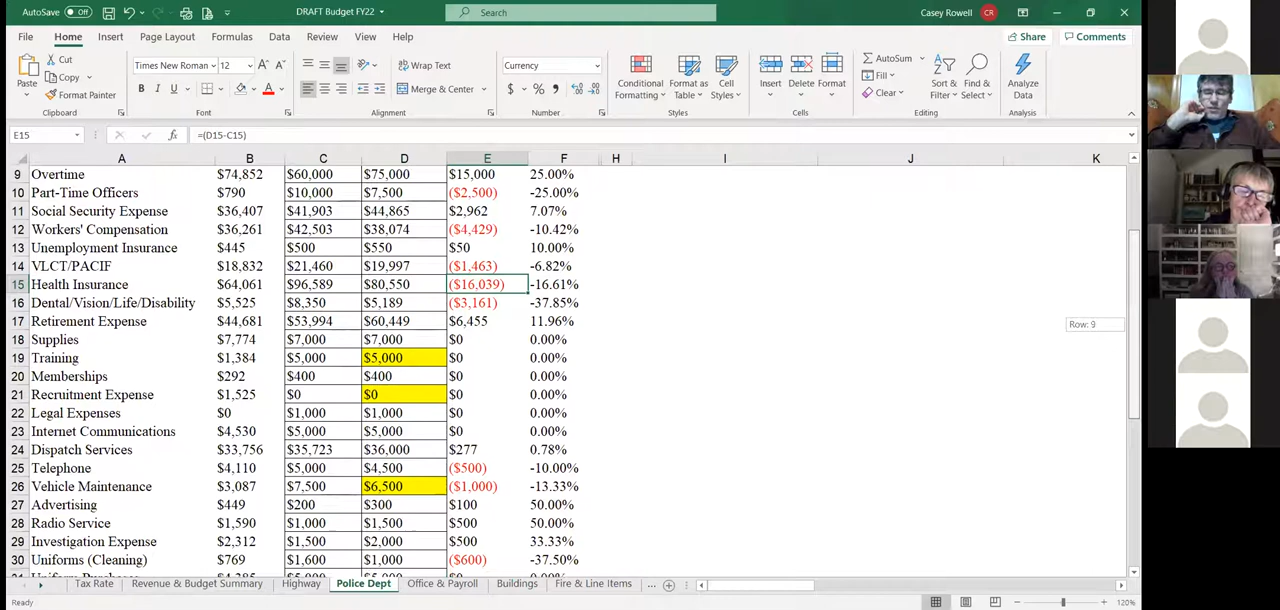 AutoSave Off DRAFT Budget FY22 Search Casey Rowell CR
File Home Insert Page Layout Formulas Data Review View Help Share Comments
Paste Cut Copy Format Painter Clipboard
Times New Roman 12 B I U A Font
Wrap Text Merge & Center Alignment
Currency $ % Number
Conditional Formatting Format as Table Cell Styles Styles
Insert Delete Format Cells
AutoSum Fill Clear Sort & Filter Find & Select Editing
Analyze Data Analysis
E15 fx =(D15-C15)
A B C D E F H I J K
9 Overtime $74,852 $60,000 $75,000 $15,000 25.00%
10 Part-Time Officers $790 $10,000 $7,500 ($2,500) -25.00%
11 Social Security Expense $36,407 $41,903 $44,865 $2,962 7.07%
12 Workers' Compensation $36,261 $42,503 $38,074 ($4,429) -10.42%
13 Unemployment Insurance $445 $500 $550 $50 10.00%
14 VLCT/PACIF $18,832 $21,460 $19,997 ($1,463) -6.82%
15 Health Insurance $64,061 $96,589 $80,550 ($16,039) -16.61%
16 Dental/Vision/Life/Disability $5,525 $8,350 $5,189 ($3,161) -37.85%
17 Retirement Expense $44,681 $53,994 $60,449 $6,455 11.96%
Row: 9
18 Supplies $7,774 $7,000 $7,000 $0 0.00%
19 Training $1,384 $5,000 $5,000 $0 0.00%
20 Memberships $292 $400 $400 $0 0.00%
21 Recruitment Expense $1,525 $0 $0 $0 0.00%
22 Legal Expenses $0 $1,000 $1,000 $0 0.00%
23 Internet Communications $4,530 $5,000 $5,000 $0 0.00%
24 Dispatch Services $33,756 $35,723 $36,000 $277 0.78%
25 Telephone $4,110 $5,000 $4,500 ($500) -10.00%
26 Vehicle Maintenance $3,087 $7,500 $6,500 ($1,000) -13.33%
27 Advertising $449 $200 $300 $100 50.00%
28 Radio Service $1,590 $1,000 $1,500 $500 50.00%
29 Investigation Expense $2,312 $1,500 $2,000 $500 33.33%
30 Uniforms (Cleaning) $769 $1,600 $1,000 ($600) -37.50%
Tax Rate Revenue & Budget Summary Highway Police Dept Office & Payroll Buildings Fire & Line Items ...
Ready 120%